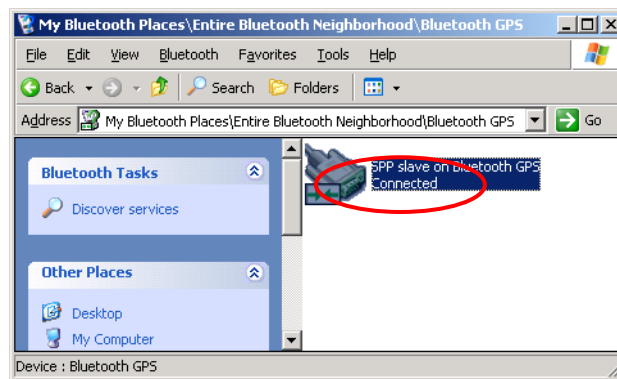 My Bluetooth Places\Entire Bluetooth Neighborhood\Bluetooth GPS
File Edit View Bluetooth Favorites Tools Help
Back Search Folders
Address My Bluetooth Places\Entire Bluetooth Neighborhood\Bluetooth GPS Go
Bluetooth Tasks
Discover services
Other Places
Desktop
My Computer
SPP slave on Bluetooth GPS
Connected
Device : Bluetooth GPS